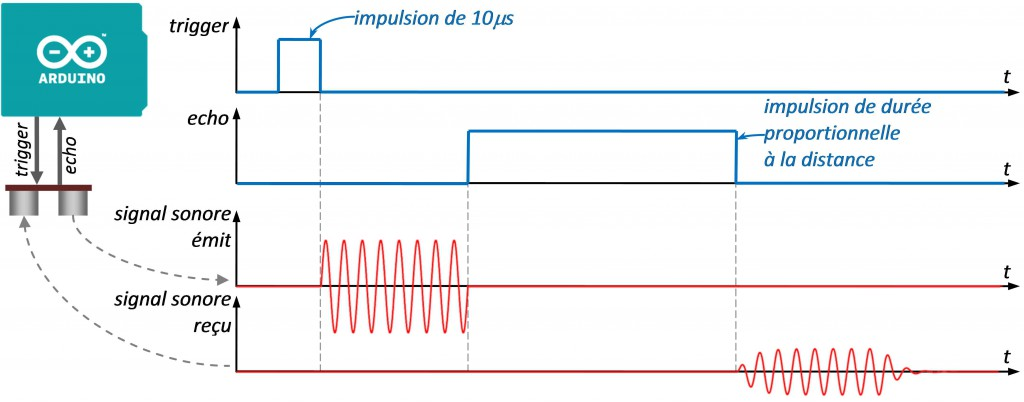 trigger
impulsion de 10µs
t
ARDUINO
echo
impulsion de durée
proportionnelle
à la distance
t
trigger
echo
signal sonore
émit
t
signal sonore
reçu
t